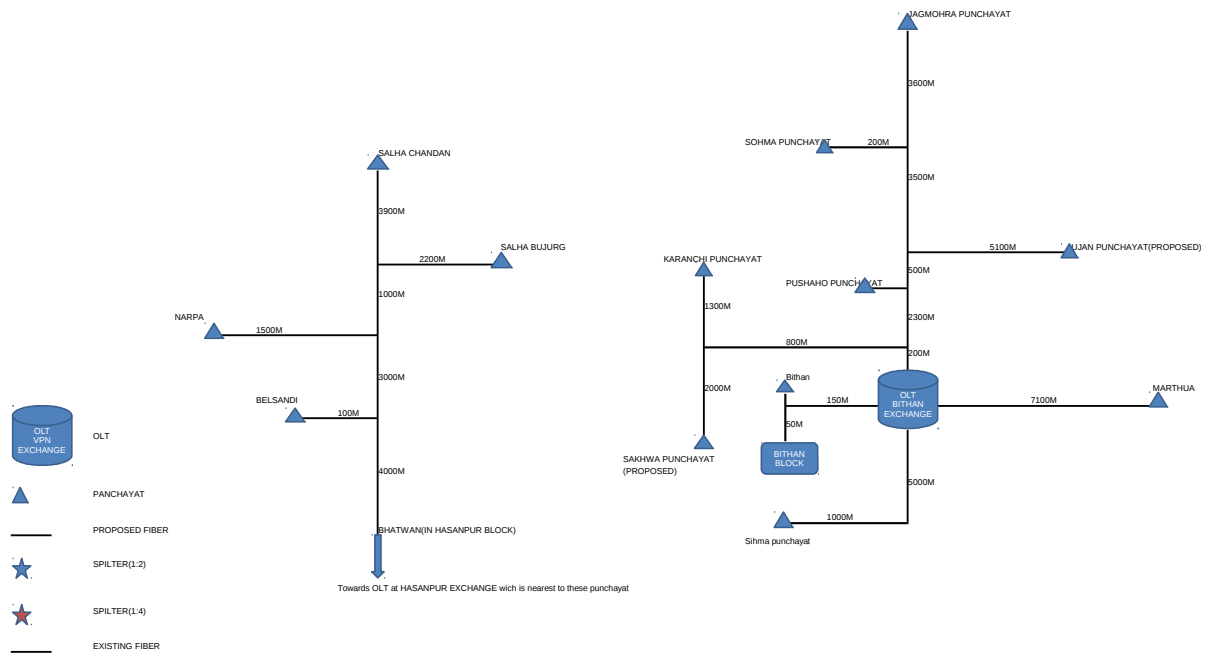 JAGMOHRA PUNCHAYAT
3600M
SOHMA PUNCHAYAT
200M
SALHA CHANDAN
3500M
3900M
SALHA BUJURG
2200M
5100M
UJAN PUNCHAYAT(PROPOSED)
KARANCHI PUNCHAYAT
500M
PUSHAHO PUNCHAYAT
1000M
1300M
NARPA
1500M
2300M
800M
200M
3000M
Bithan
2000M
MARTHUA
BELSANDI
100M
150M
OLT
BITHAN
EXCHANGE
7100M
50M
OLT
VPN
EXCHANGE
OLT
SAKHWA PUNCHAYAT
(PROPOSED)
BITHAN
BLOCK
4000M
5000M
PANCHAYAT
1000M
PROPOSED FIBER
BHATWAN(IN HASANPUR BLOCK)
Sihma punchayat
SPILTER(1:2)
Towards OLT at HASANPUR EXCHANGE wich is nearest to these punchayat
SPILTER(1:4)
EXISTING FIBER